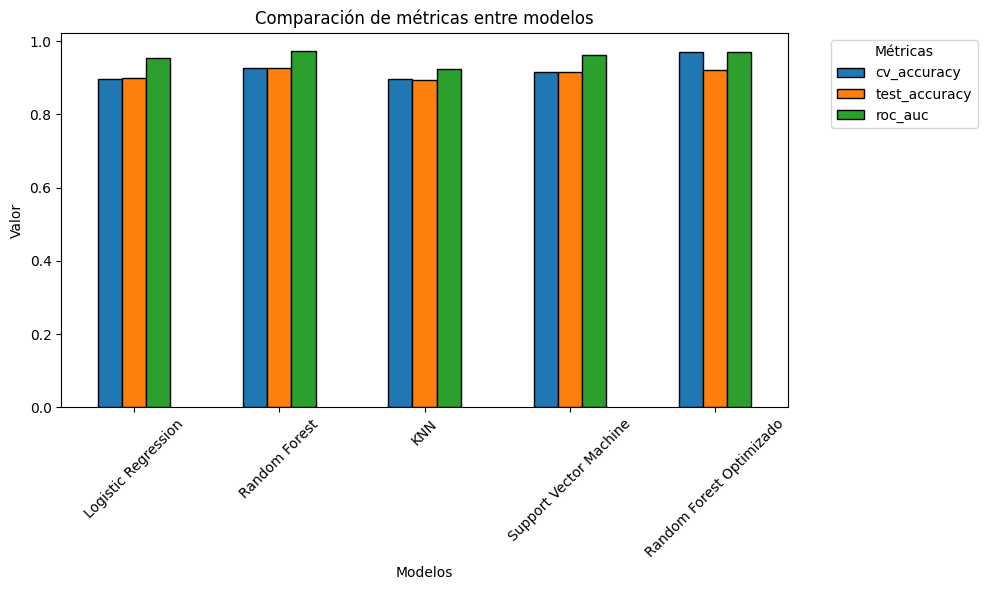 Comparación de métricas entre modelos
Valor
1.0
0.8
0.6
0.4
0.2
0.0
Logistic Regression
Random Forest
KNN
Support Vector Machine
Random Forest Optimizado
Modelos
Métricas
cv_accuracy
test_accuracy
roc_auc